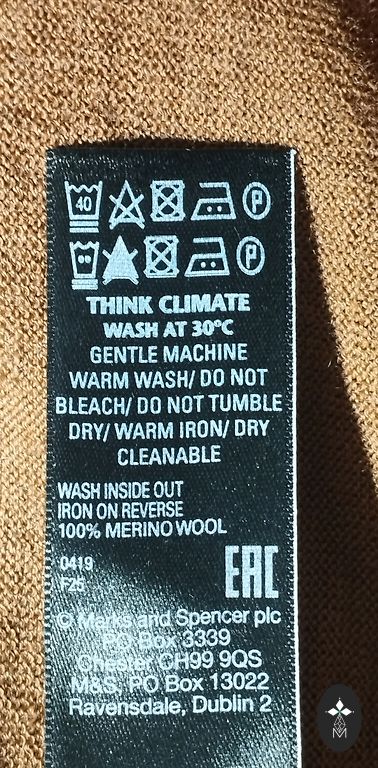 40 P
P
THINK CLIMATE
WASH AT 30°C
GENTLE MACHINE
WARM WASH/ DO NOT
BLEACH/ DO NOT TUMBLE
DRY/ WARM IRON/ DRY
CLEANABLE
WASH INSIDE OUT
IRON ON REVERSE
100% MERINO WOOL
0419
F25
EAC
© Marks and Spencer plc
PO Box 3339
Chester CH99 9QS
M&S, PO Box 13022
Ravensdale, Dublin 2